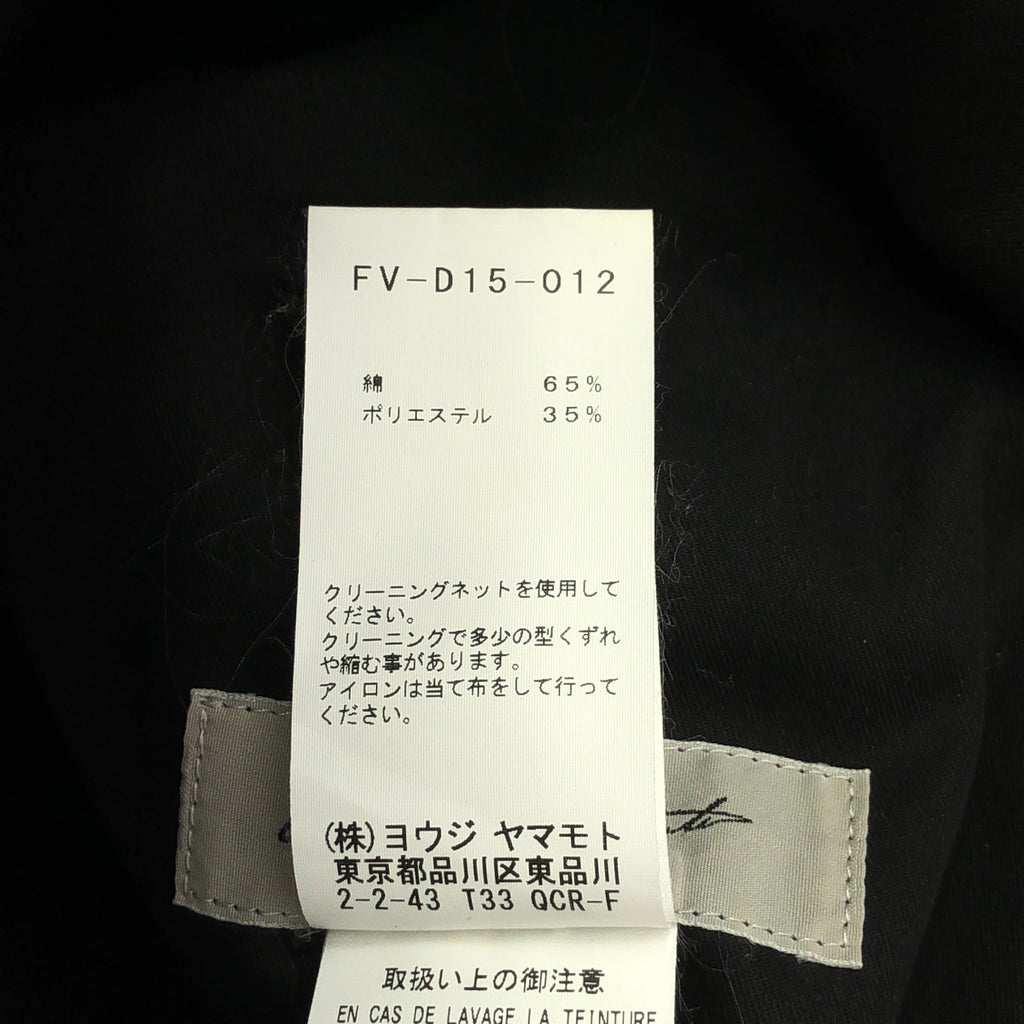 FV-D15-012
綿 65%
ポリエステル 35%
クリーニングネットを使用して
ください。
クリーニングで多少の型くずれ
や縮む事があります。
アイロンは当て布をして行って
ください。
(株)ヨウジ ヤマモト
東京都品川区東品川
2-2-43 T33 QCR-F
取扱い上の御注意
EN CAS DE LAVAGE LA TEINTURE